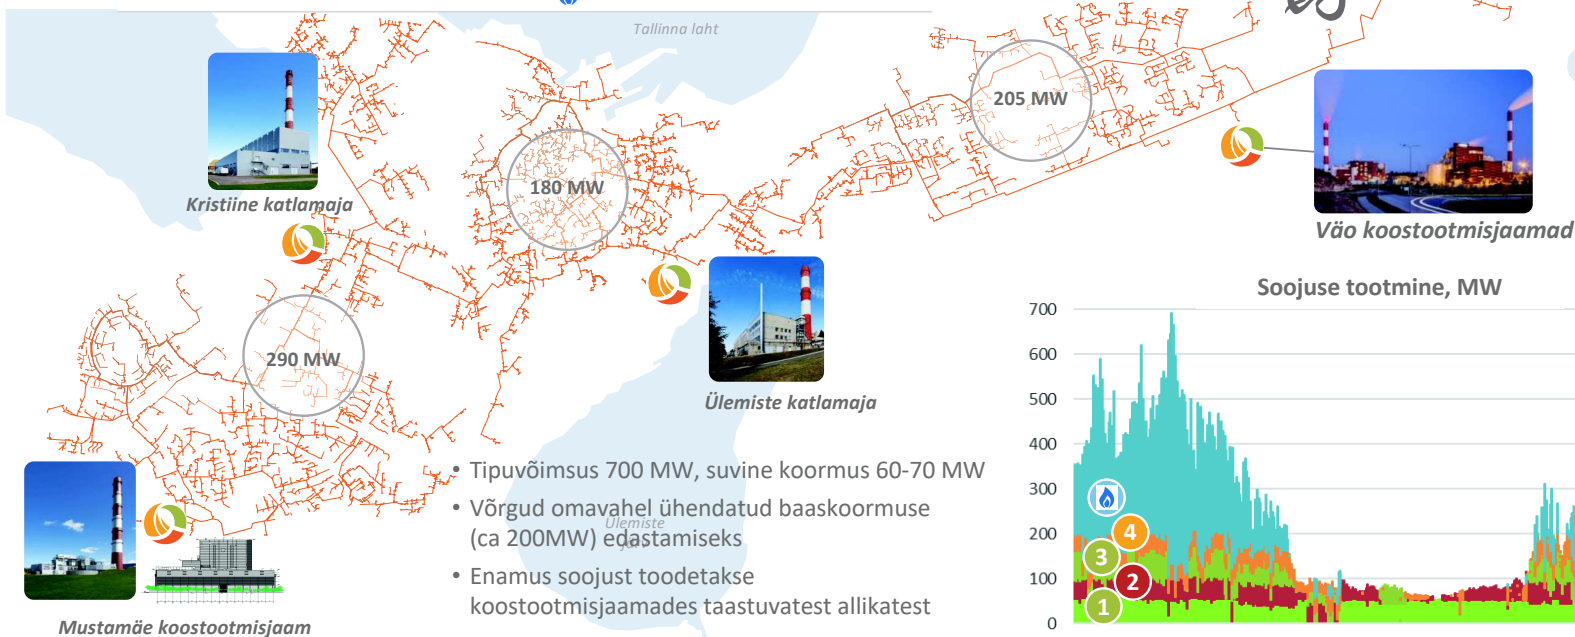 Tallinna laht
205 MW
180 MW
Kristiine katlamaja
Väo koostootmisjaamad
290 MW
Ülemiste katlamaja
Ülemiste
• Tipuvõimsus 700 MW, suvine koormus 60-70 MW
• Võrgud omavahel ühendatud baaskoormuse
(ca 200MW) edastamiseks
• Enamus soojust toodetakse
koostootmisjaamades taastuvatest allikatest
Mustamäe koostootmisjaam
Soojuse tootmine, MW
700
600
500
400
300
200
100
0
4
3
2
1